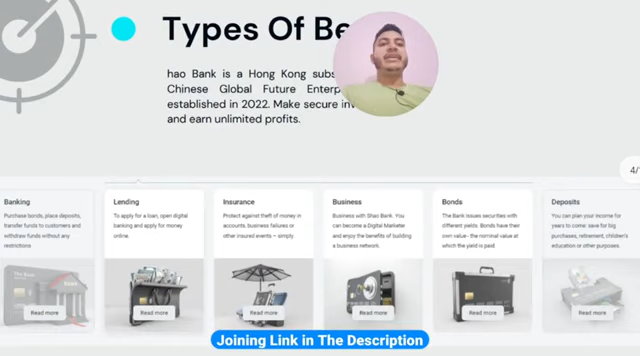 Types Of Be
hao Bank is a Hong Kong subs
Chinese Global Future Enterp
established in 2022. Make secure inv
and earn unlimited profits.
4/
Banking
Purchase bonds, place deposits,
transfer funds to customers and
withdraw funds without any
restrictions
Read more
Lending
To apply for a loan, open digital
banking and apply for money
online.
Read more
Insurance
Protect against theft of money in
accounts, business failures or
other insured events – simply
Read more
Business
Business with Shao Bank. You
can become a Digital Marketer
and enjoy the benefits of building
a business network.
Read more
Bonds
The Bank issues securities with
different yields. Bonds have their
own value- the nominal value at
which the yield is paid
Read more
Deposits
You can plan your income for
years to come: save for big
purchases, retirement, children's
education or other purposes.
Read more
Joining Link in The Description